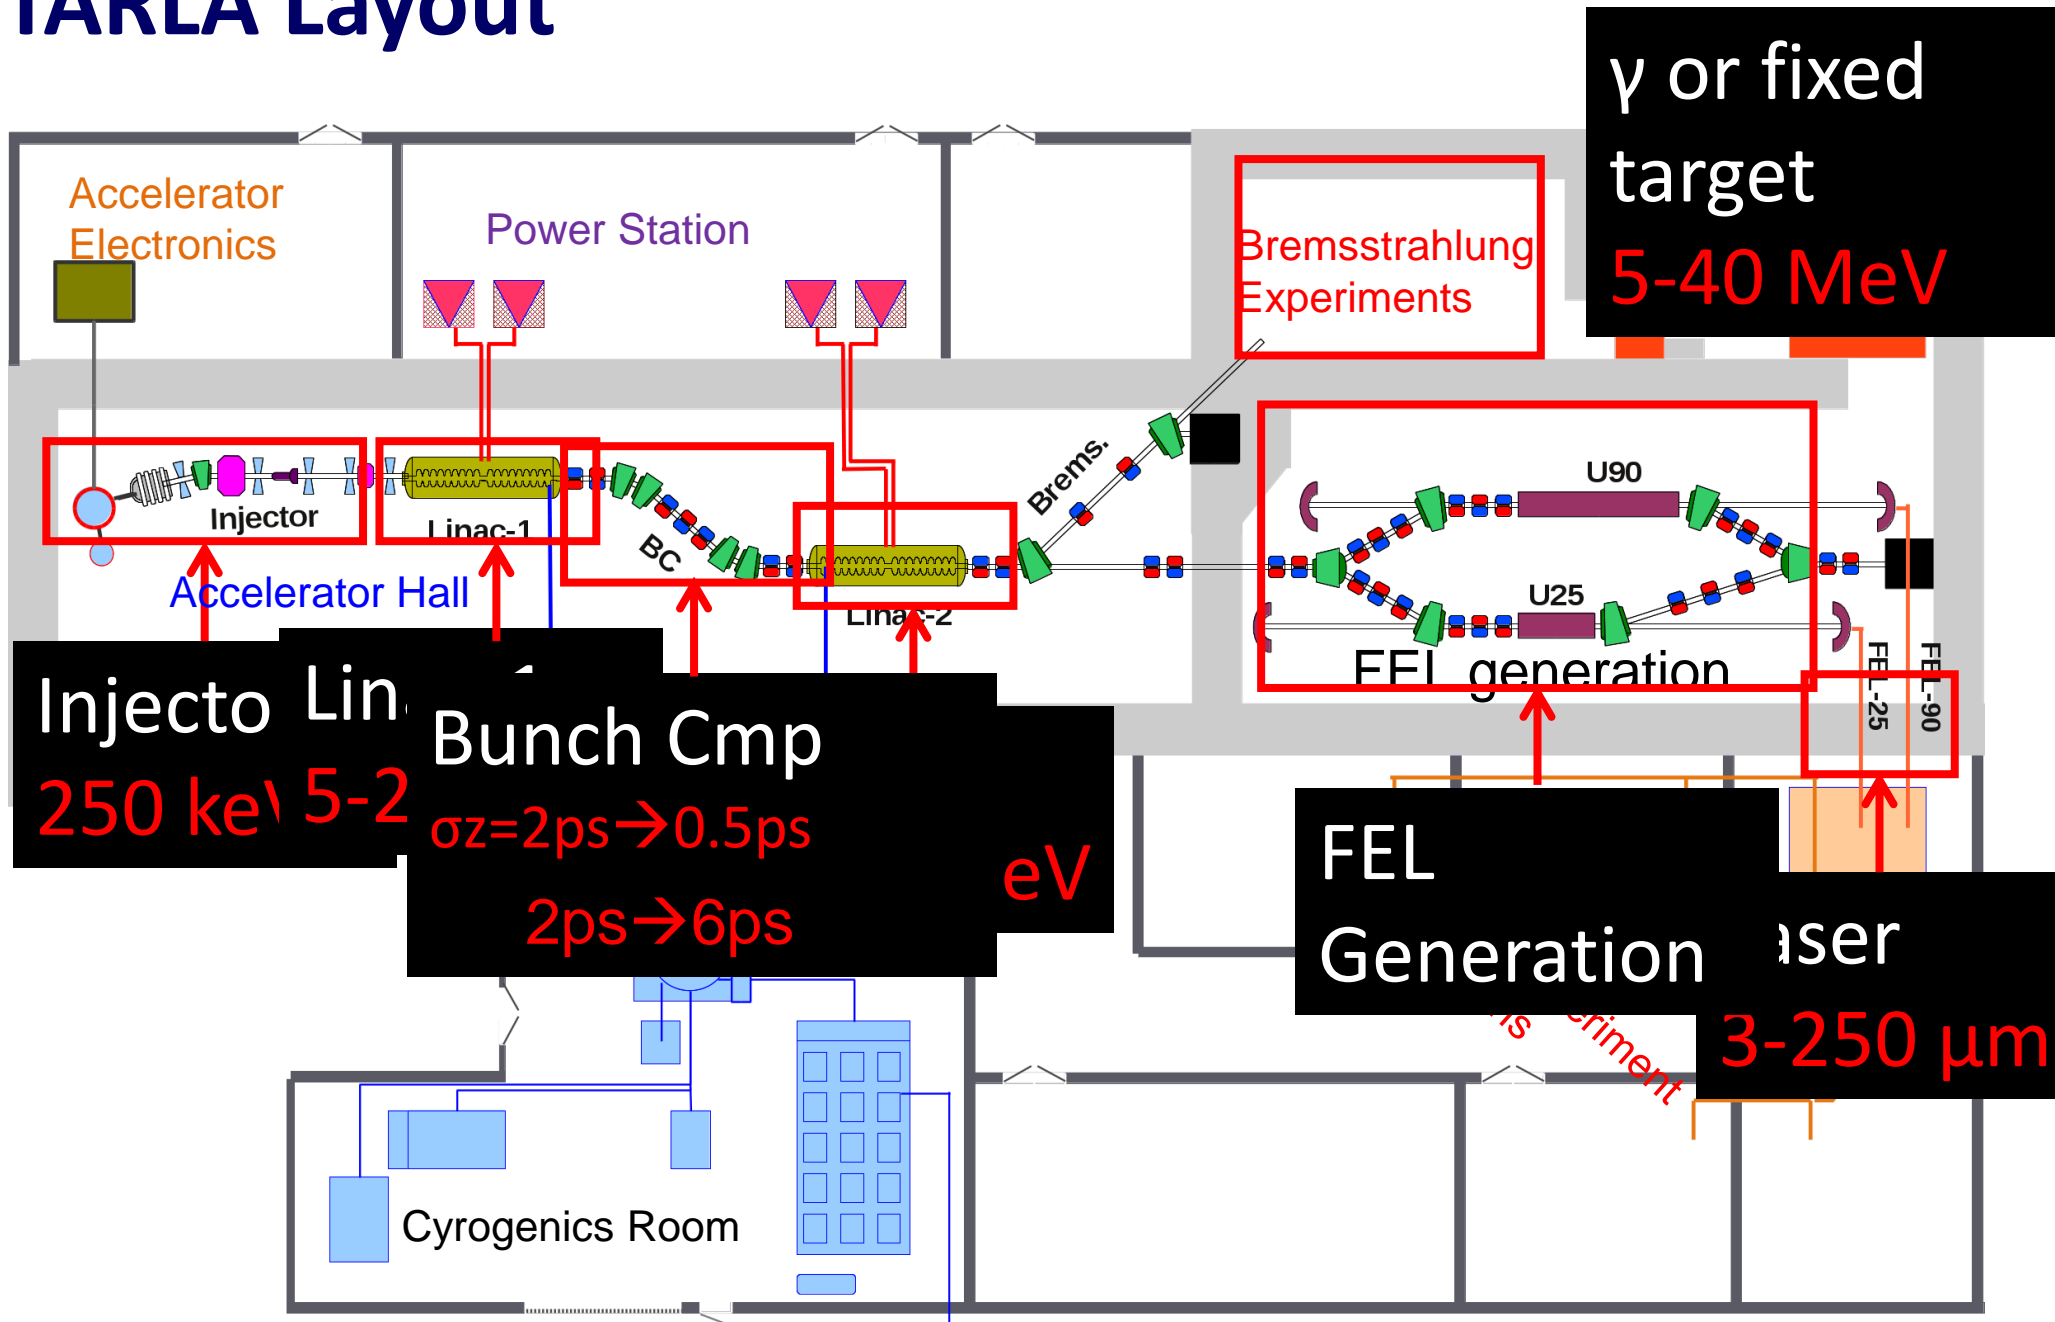 TARLA Layout
γ or fixed
target
5-40 MeV
Accelerator
Electronics
Power Station
Bremsstrahlung
Experiments
Injector
Linac-1
BC
Linac-2
Brems.
U90
U25
FEL generation
FEL-25
FEL-90
Accelerator Hall
Injecto
250 ke
Lin
5-2
Bunch Cmp
σz=2ps→0.5ps
2ps→6ps
eV
FEL
Generation
aser
3-250 μm
riment
Cyrogenics Room